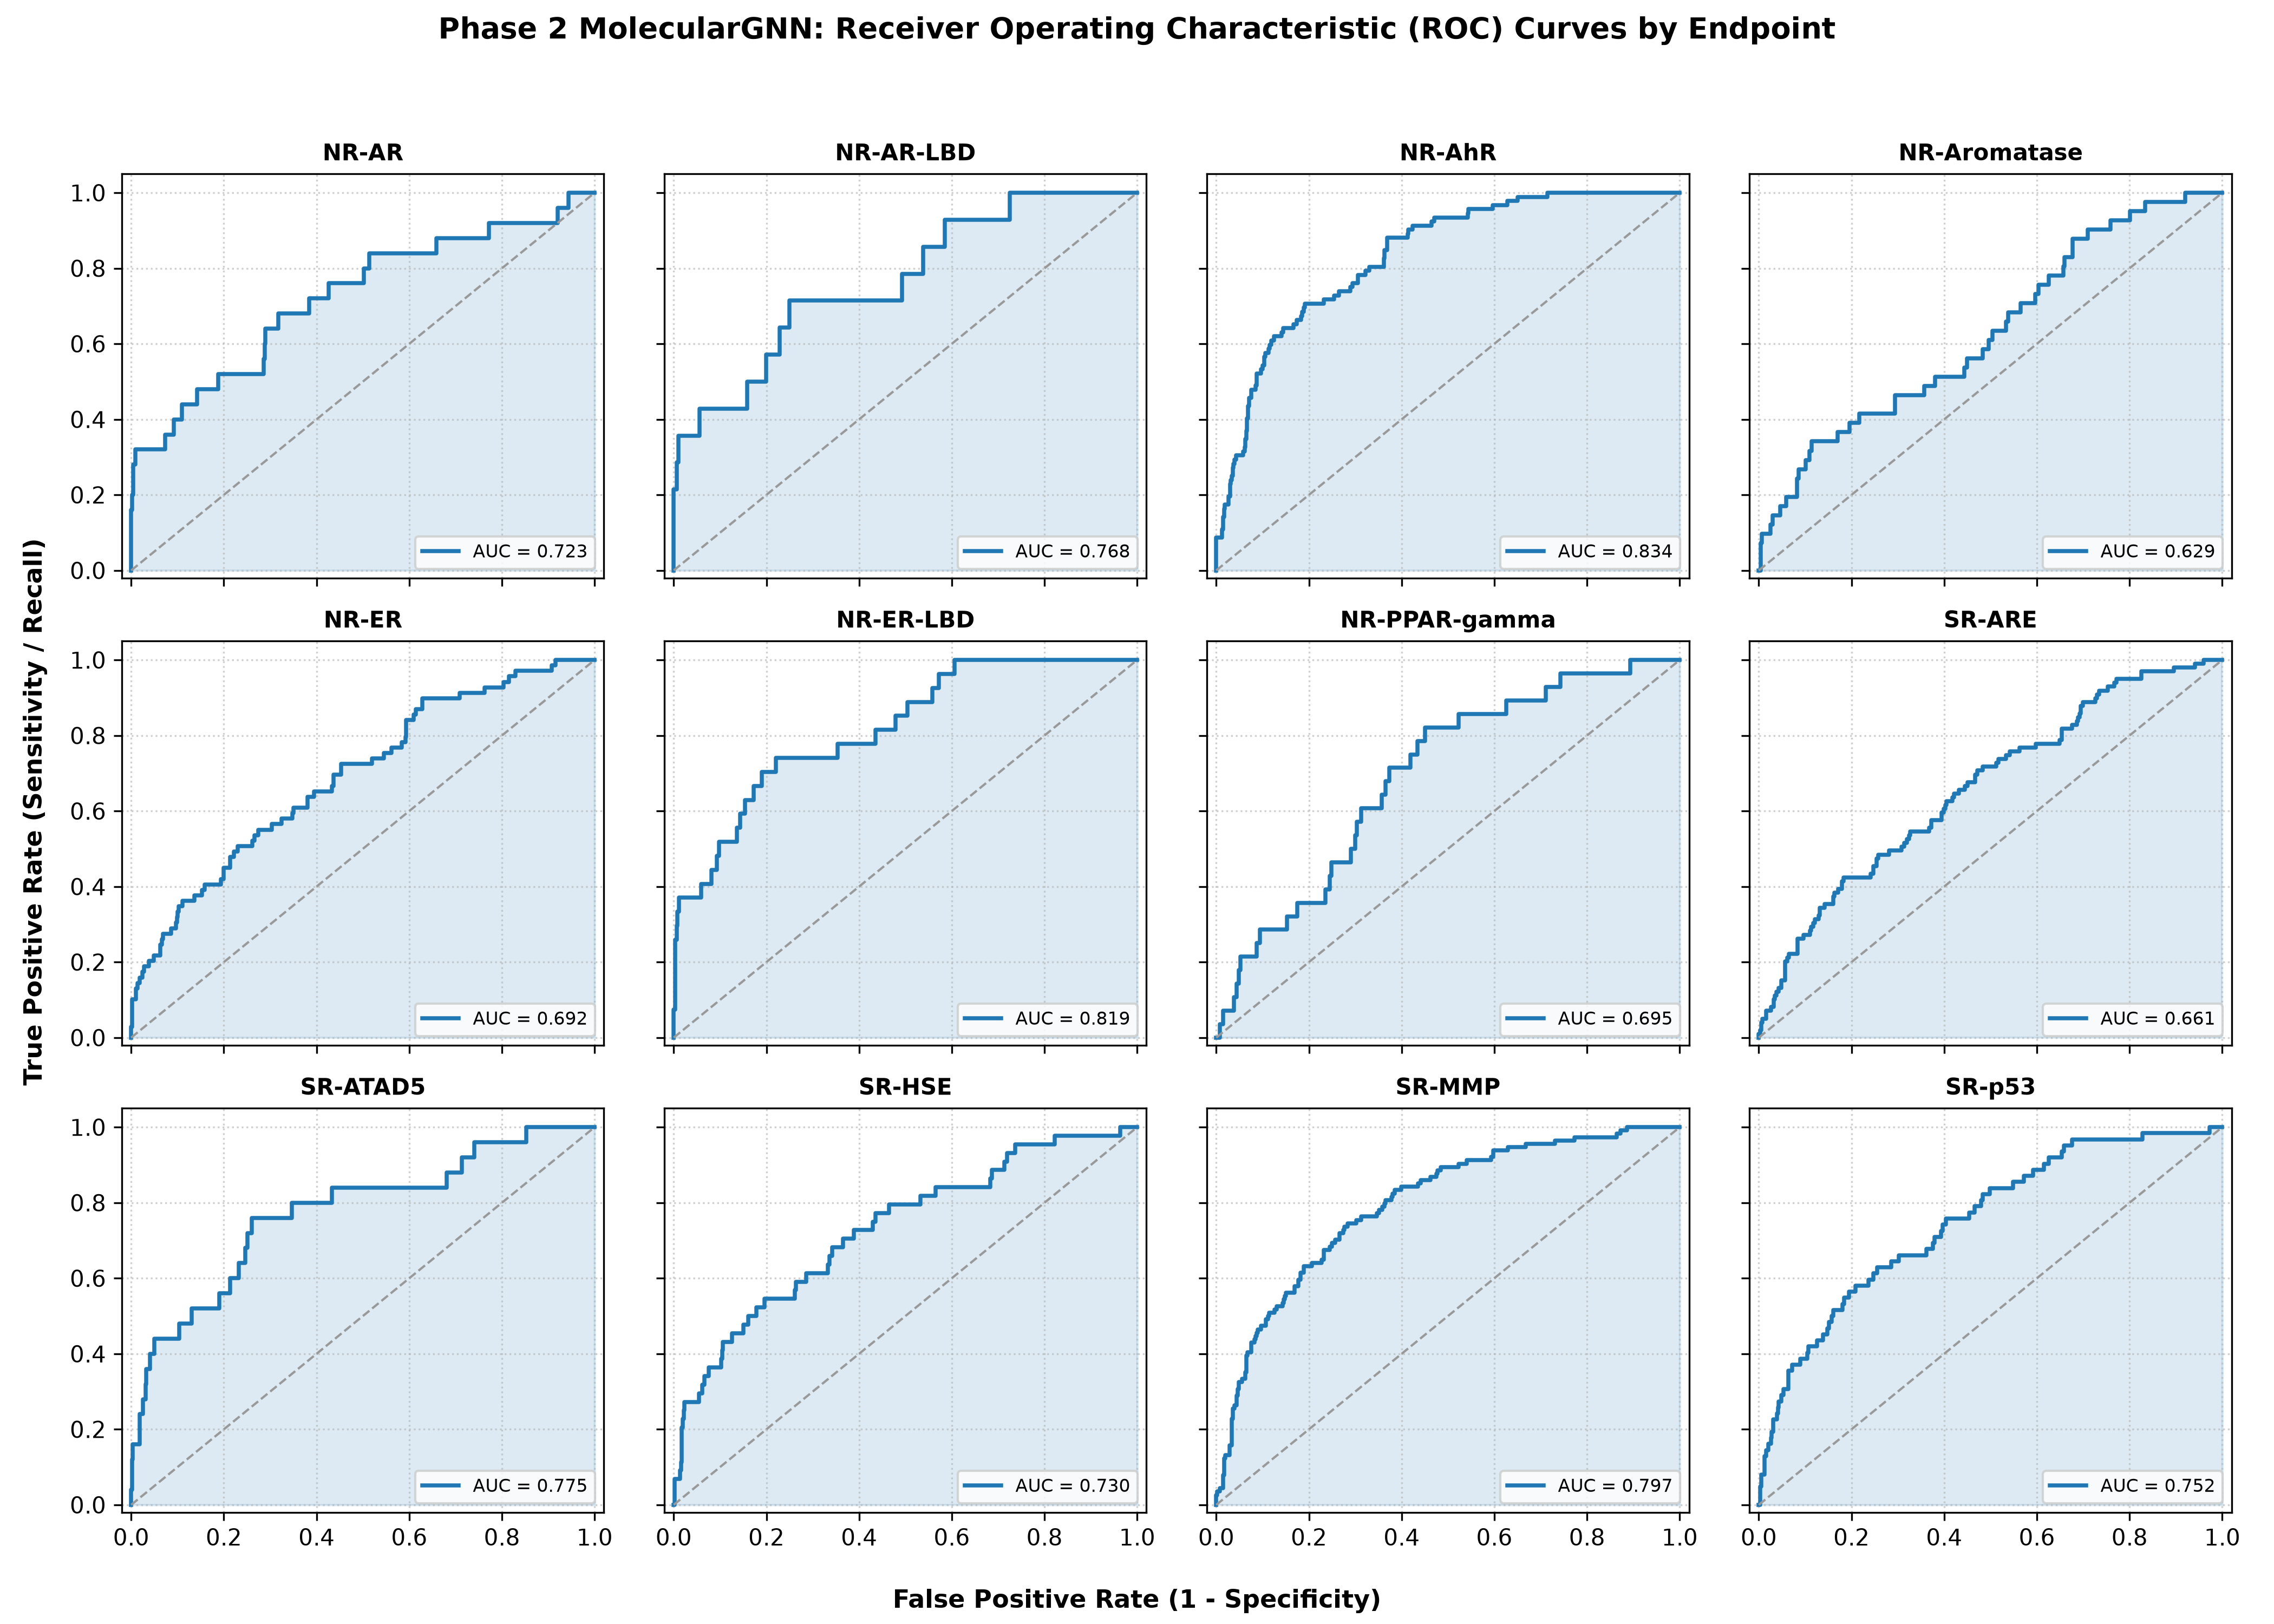 Phase 2 MolecularGNN: Receiver Operating Characteristic (ROC) Curves by Endpoint
True Positive Rate (Sensitivity / Recall)
NR-AR
1.0
0.8
0.6
0.4
0.2
0.0
AUC = 0.723
NR-AR-LBD
AUC = 0.768
NR-AhR
AUC = 0.834
NR-Aromatase
AUC = 0.629
NR-ER
1.0
0.8
0.6
0.4
0.2
0.0
AUC = 0.692
NR-ER-LBD
AUC = 0.819
NR-PPAR-gamma
AUC = 0.695
SR-ARE
AUC = 0.661
SR-ATAD5
1.0
0.8
0.6
0.4
0.2
0.0
AUC = 0.775
0.0 0.2 0.4 0.6 0.8 1.0
SR-HSE
AUC = 0.730
0.0 0.2 0.4 0.6 0.8 1.0
SR-MMP
AUC = 0.797
0.0 0.2 0.4 0.6 0.8 1.0
SR-p53
AUC = 0.752
0.0 0.2 0.4 0.6 0.8 1.0
False Positive Rate (1 - Specificity)